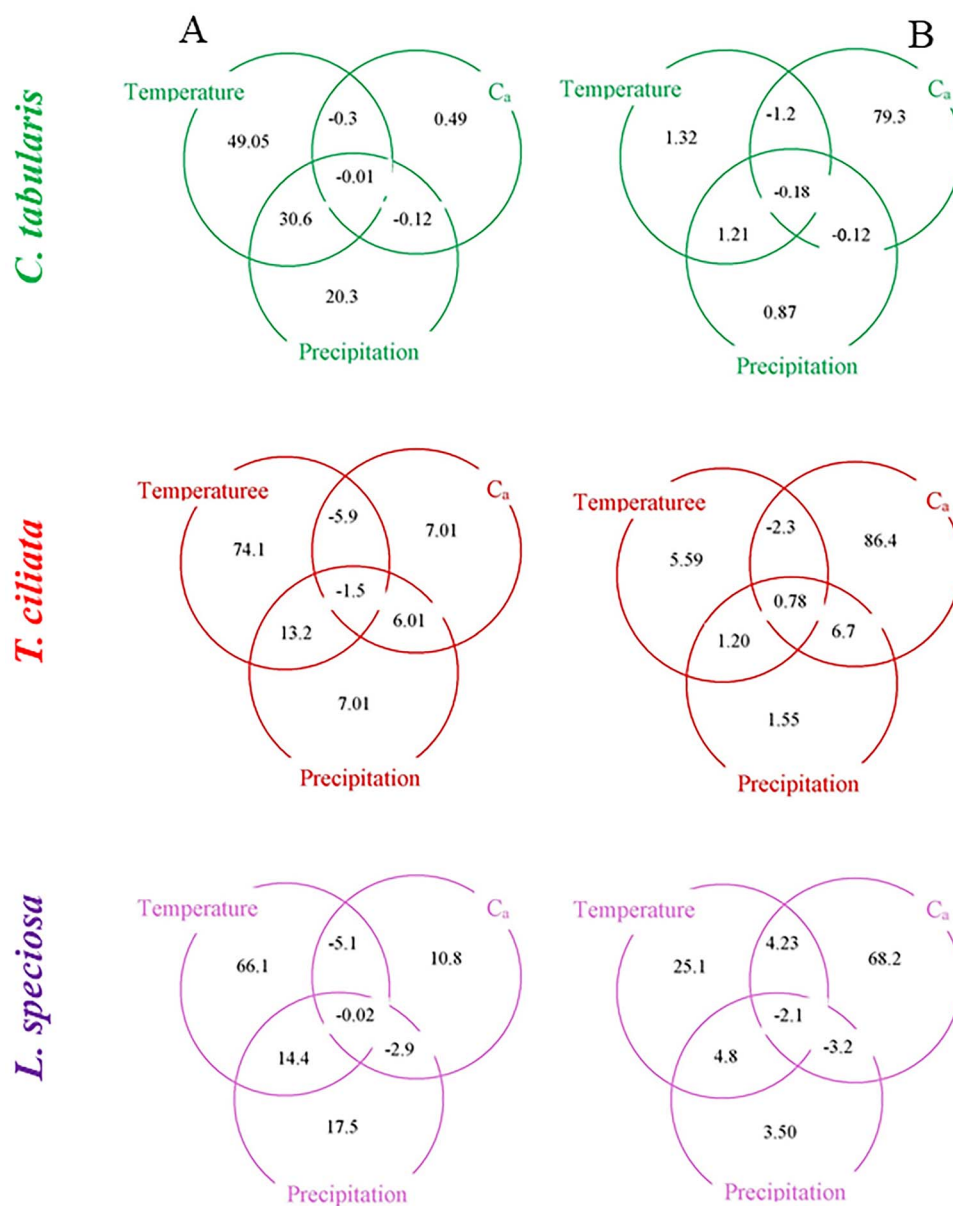 A
B
C. tabularis
Temperature
Ca
49.05
-0.3
0.49
-0.01
30.6
-0.12
20.3
Precipitation
Temperature
Ca
1.32
-1.2
79.3
-0.18
1.21
-0.12
0.87
Precipitation
T. ciliata
Temperaturee
Ca
74.1
-5.9
7.01
-1.5
13.2
6.01
7.01
Precipitation
Temperaturee
Ca
5.59
-2.3
86.4
0.78
1.20
6.7
1.55
Precipitation
L. speciosa
Temperature
Ca
66.1
-5.1
10.8
-0.02
14.4
-2.9
17.5
Precipitation
Temperature
Ca
25.1
4.23
68.2
-2.1
4.8
-3.2
3.50
Precipitation